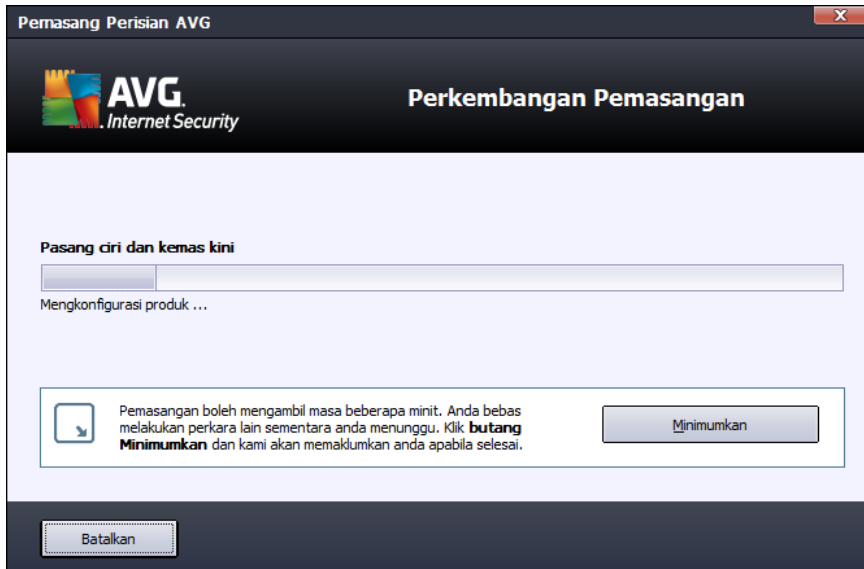 Pemasang Perisian AVG
AVG.
Internet Security
Perkembangan Pemasangan
Pasang ciri dan kemas kini
Mengkonfigurasi produk ...
Pemasangan boleh mengambil masa beberapa minit. Anda bebas
melakukan perkara lain sementara anda menunggu. Klik butang
Minimumkan dan kami akan memaklumkan anda apabila selesai.
Minimumkan
Batalkan